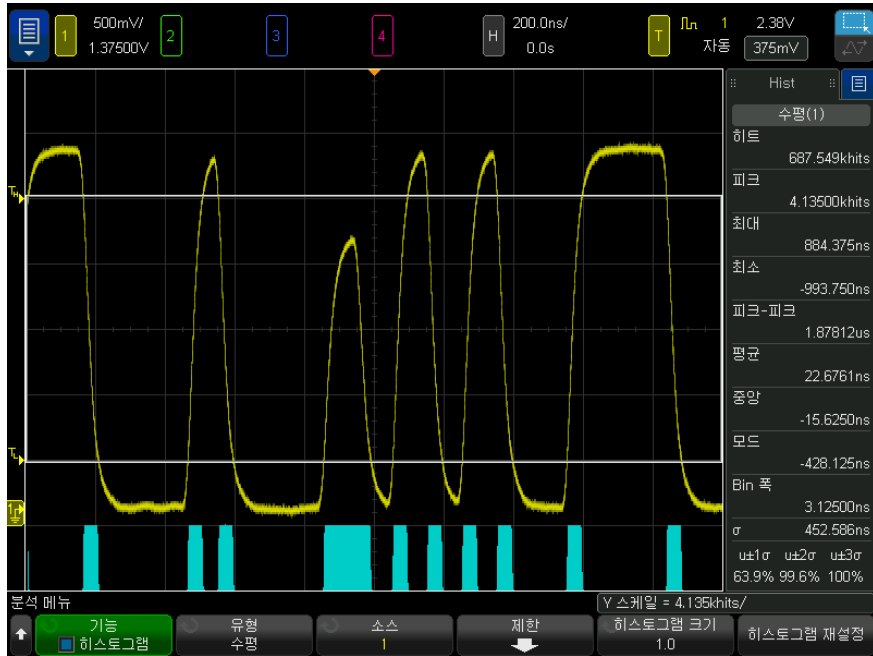 1 500mV/ 1.37500V 2 3 4 H 200.0ns/ 0.0s T 1 자동 2.38V 375mV
Hist
수평(1)
히트
687.549khits
피크
4.13500khits
최대
884.375ns
최소
-993.750ns
피크-피크
1.87812us
평균
22.6761ns
중앙
-15.6250ns
모드
-428.125ns
Bin 폭
3.12500ns
σ 452.586ns
u±1σ u±2σ u±3σ
63.9% 99.6% 100%
TH
TL
1
분석 메뉴
Y 스케일 = 4.135khits/
기능
히스토그램
유형
수평
소스
1
제한
히스토그램 크기
1.0
히스토그램 재설정